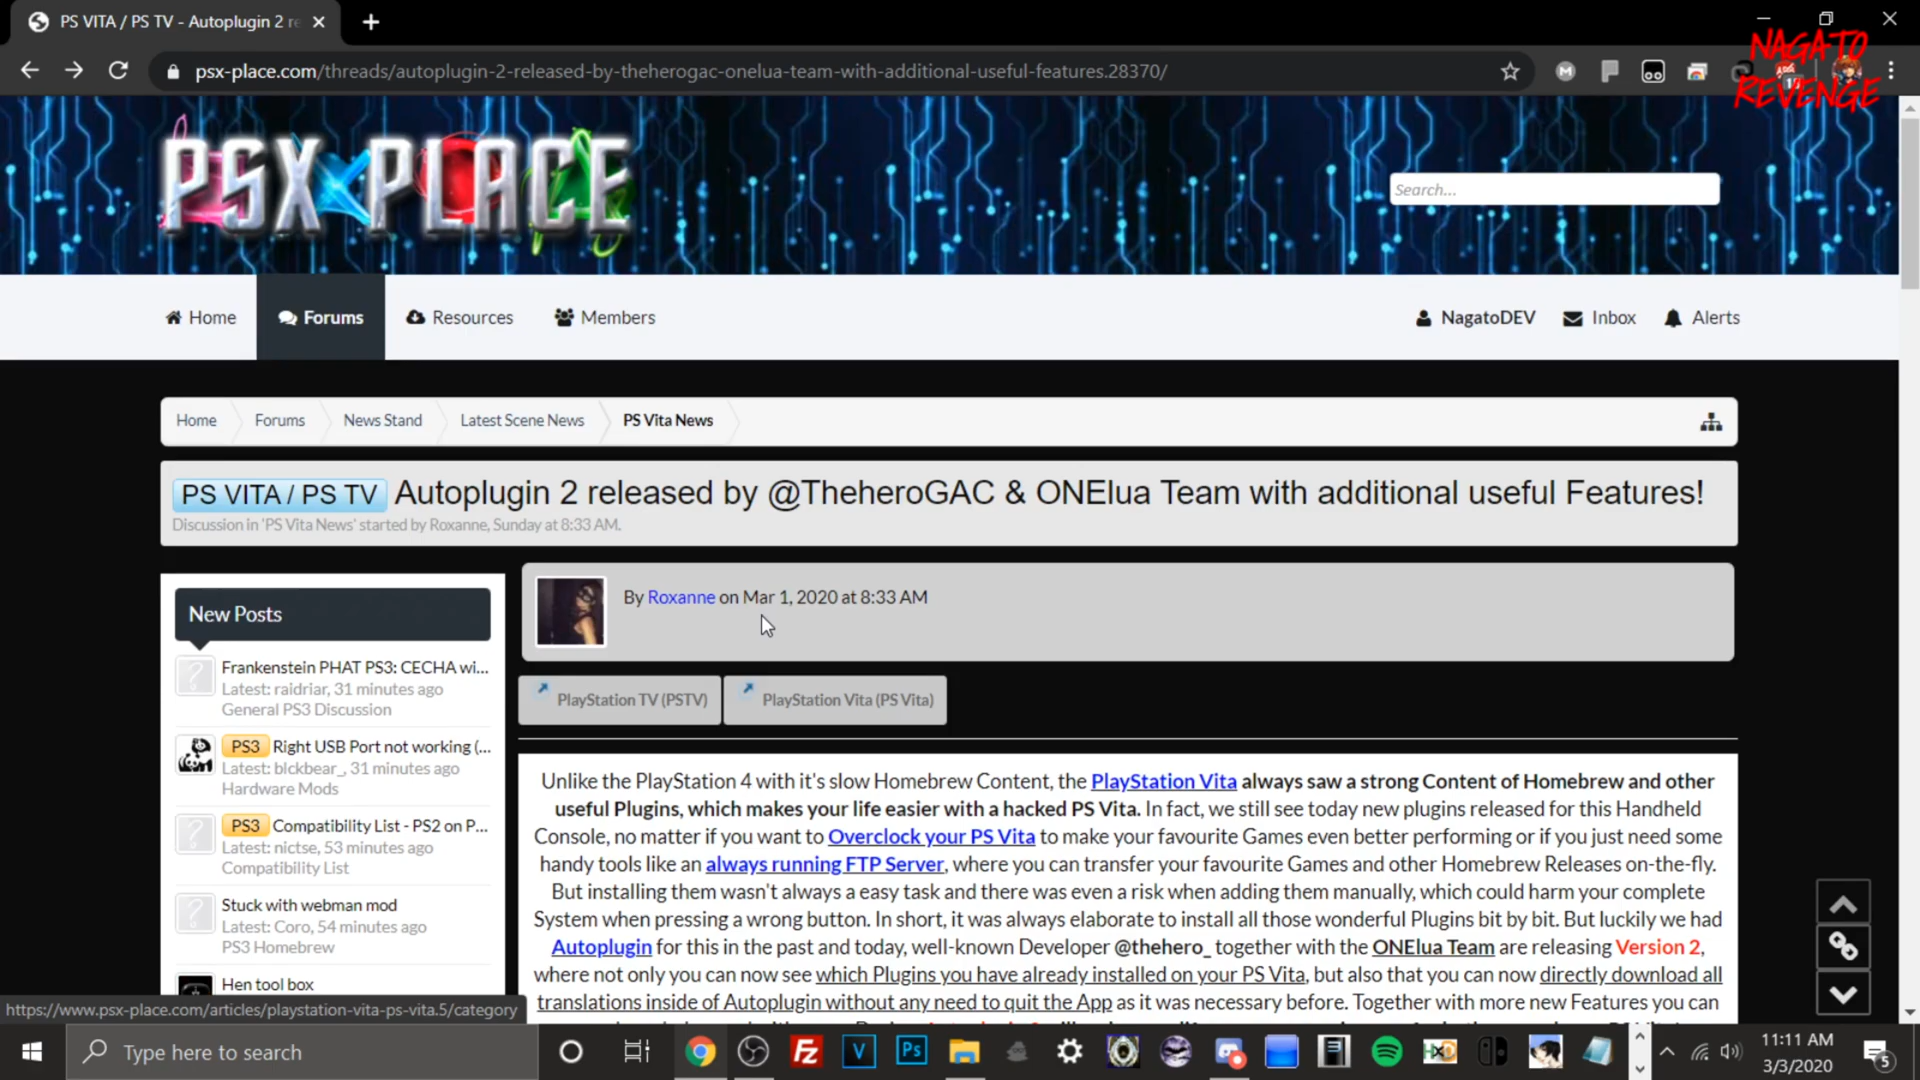 PS VITA / PS TV - Autoplugin 2 re
NAGATO
REVENGE
psx-place.com/threads/autoplugin-2-released-by-theherogac-onelua-team-with-additional-useful-features.28370/
PSX PLACE
Search...
Home
Forums
Resources
Members
NagatoDEV
Inbox
Alerts
Home
Forums
News Stand
Latest Scene News
PS Vita News
PS VITA / PS TV Autoplugin 2 released by @TheheroGAC & ONElua Team with additional useful Features!
Discussion in 'PS Vita News' started by Roxanne, Sunday at 8:33 AM.
New Posts
Frankenstein PHAT PS3: CECHA wi...
Latest: raidriar, 31 minutes ago
General PS3 Discussion
PS3 Right USB Port not working (...
Latest: blckbear_, 31 minutes ago
Hardware Mods
PS3 Compatibility List - PS2 on P...
Latest: nictse, 53 minutes ago
Compatibility List
Stuck with webman mod
Latest: Coro, 54 minutes ago
PS3 Homebrew
Hen tool box
By Roxanne on Mar 1, 2020 at 8:33 AM
PlayStation TV (PSTV)
PlayStation Vita (PS Vita)
Unlike the PlayStation 4 with it's slow Homebrew Content, the PlayStation Vita always saw a strong Content of Homebrew and other
useful Plugins, which makes your life easier with a hacked PS Vita. In fact, we still see today new plugins released for this Handheld
Console, no matter if you want to Overclock your PS Vita to make your favourite Games even better performing or if you just need some
handy tools like an always running FTP Server, where you can transfer your favourite Games and other Homebrew Releases on-the-fly.
But installing them wasn't always a easy task and there was even a risk when adding them manually, which could harm your complete
System when pressing a wrong button. In short, it was always elaborate to install all those wonderful Plugins bit by bit. But luckily we had
Autoplugin for this in the past and today, well-known Developer @thehero_ together with the ONElua Team are releasing Version 2,
where not only you can now see which Plugins you have already installed on your PS Vita, but also that you can now directly download all
translations inside of Autoplugin without any need to quit the App as it was necessary before. Together with more new Features you can
https://www.psx-place.com/articles/playstation-vita-ps-vita.5/category
Type here to search
11:11 AM
3/3/2020
5